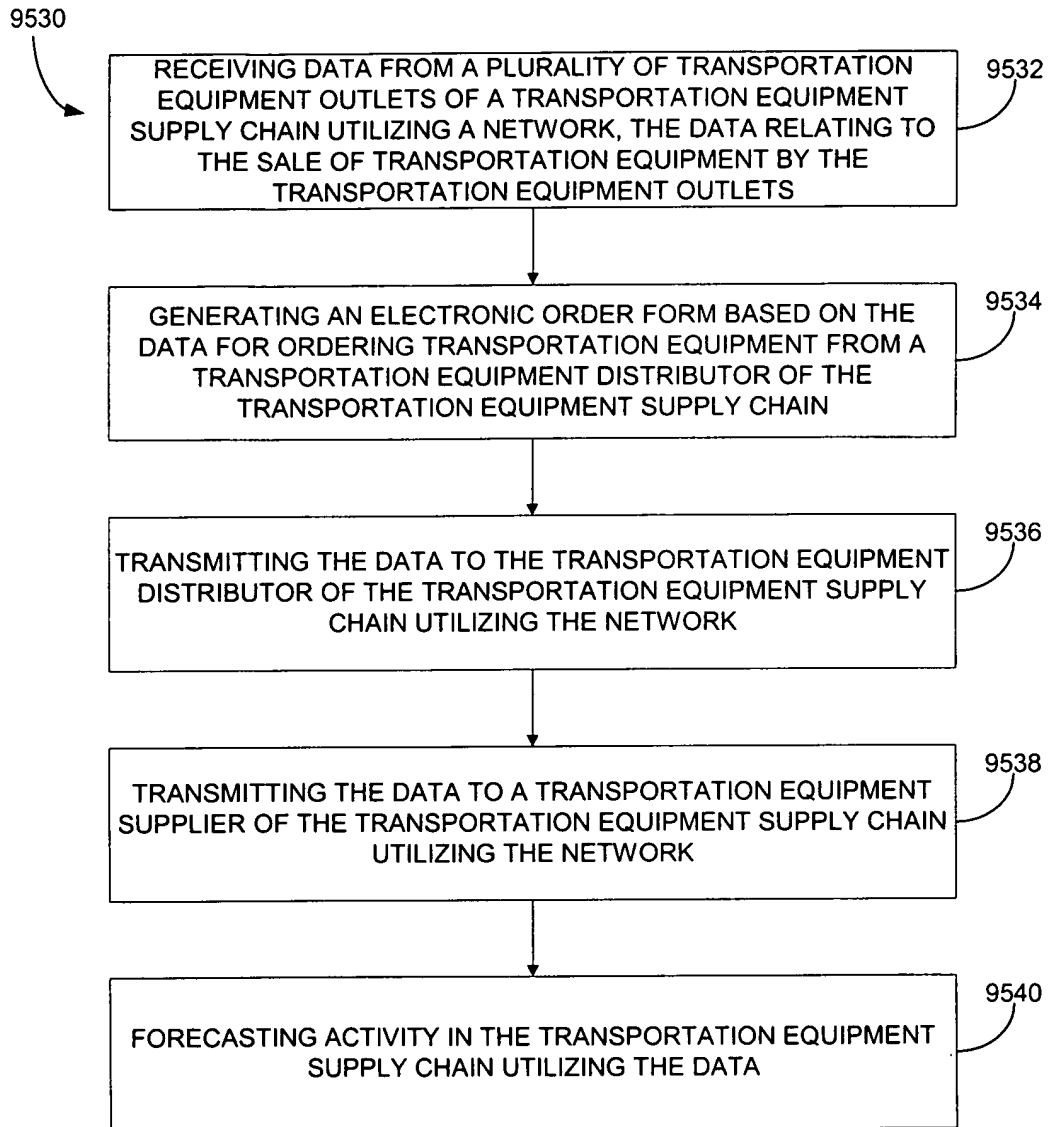 9530
RECEIVING DATA FROM A PLURALITY OF TRANSPORTATION
EQUIPMENT OUTLETS OF A TRANSPORTATION EQUIPMENT
SUPPLY CHAIN UTILIZING A NETWORK, THE DATA RELATING TO
THE SALE OF TRANSPORTATION EQUIPMENT BY THE
TRANSPORTATION EQUIPMENT OUTLETS
9532
GENERATING AN ELECTRONIC ORDER FORM BASED ON THE
DATA FOR ORDERING TRANSPORTATION EQUIPMENT FROM A
TRANSPORTATION EQUIPMENT DISTRIBUTOR OF THE
TRANSPORTATION EQUIPMENT SUPPLY CHAIN
9534
TRANSMITTING THE DATA TO THE TRANSPORTATION EQUIPMENT
DISTRIBUTOR OF THE TRANSPORTATION EQUIPMENT SUPPLY
CHAIN UTILIZING THE NETWORK
9536
TRANSMITTING THE DATA TO A TRANSPORTATION EQUIPMENT
SUPPLIER OF THE TRANSPORTATION EQUIPMENT SUPPLY CHAIN
UTILIZING THE NETWORK
9538
FORECASTING ACTIVITY IN THE TRANSPORTATION EQUIPMENT
SUPPLY CHAIN UTILIZING THE DATA
9540